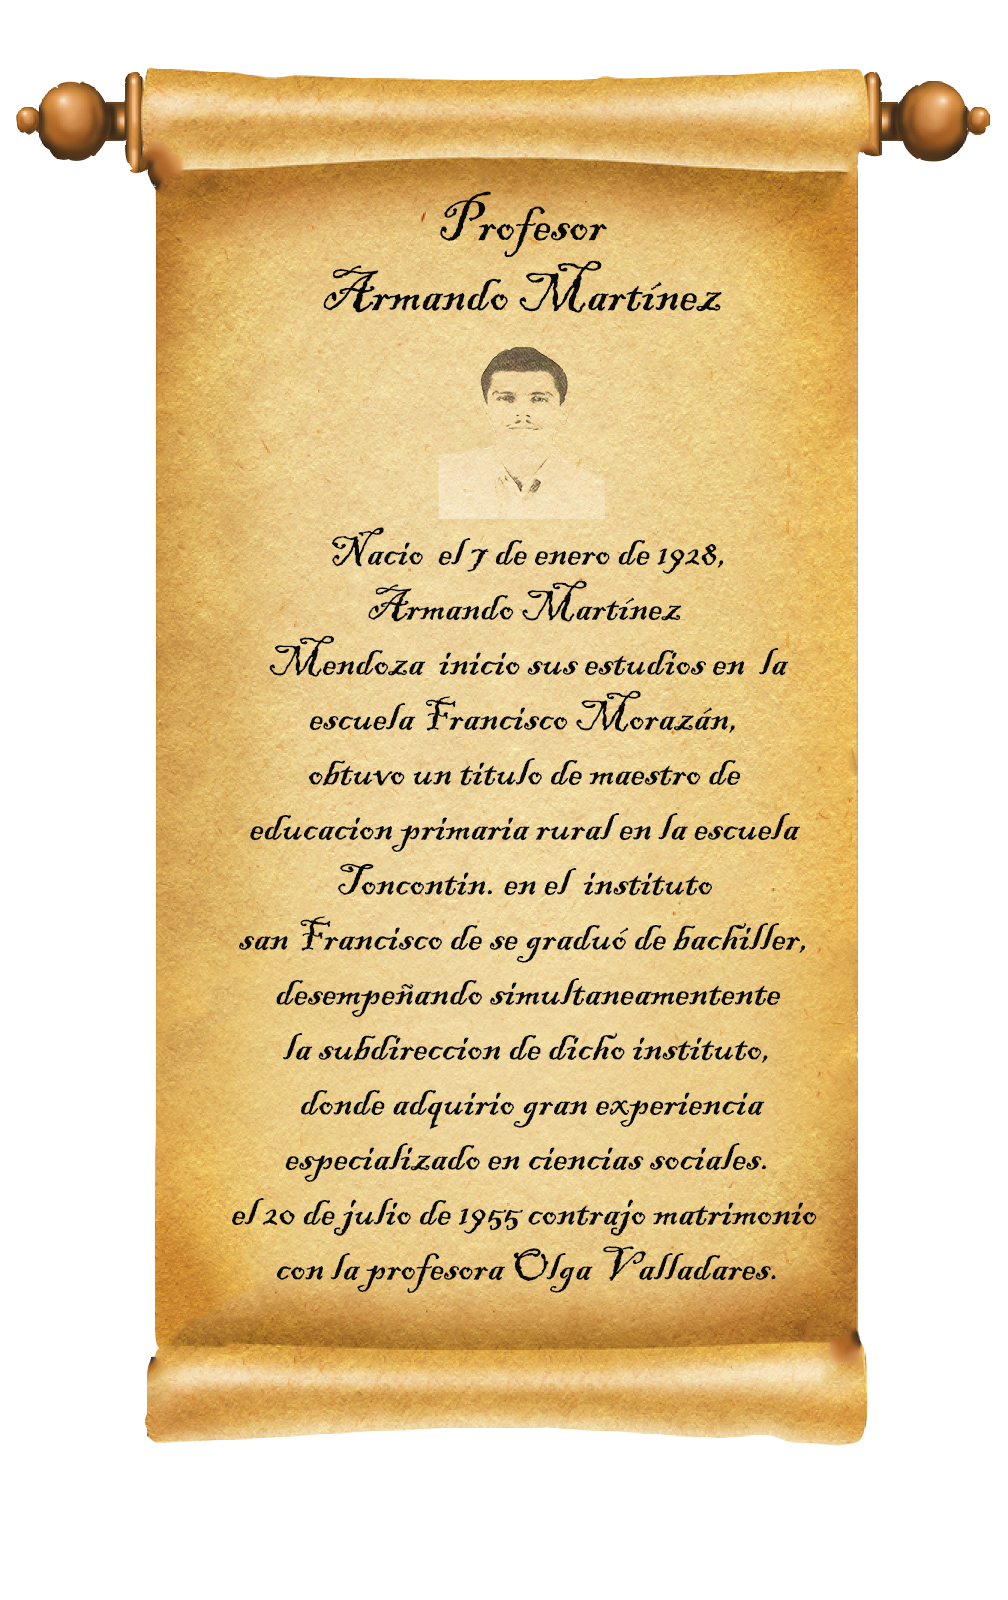 Profesor
Armando Martínez
Nacio el 7 de enero de 1928,
Armando Martínez
Mendoza inicio sus estudios en la
escuela Francisco Morazán,
obtuvo un titulo de maestro de
educacion primaria rural en la escuela
Toncontin. en el instituto
san Francisco de se graduó de bachiller,
desempeñando simultaneamentente
la subdireccion de dicho instituto,
donde adquirio gran experiencia
especializado en ciencias sociales.
el 20 de julio de 1955 contrajo matrimonio
con la profesora Olga Valladares.